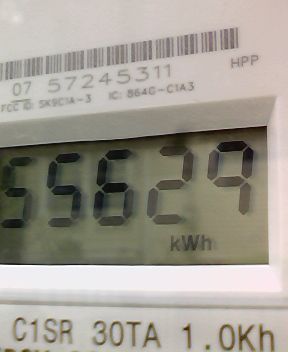 07 57245311 HPP
FCC ID: SK9C1A-3 IC: 864G-C1A3
55629
kWh
C1SR 30TA 1.0Kh